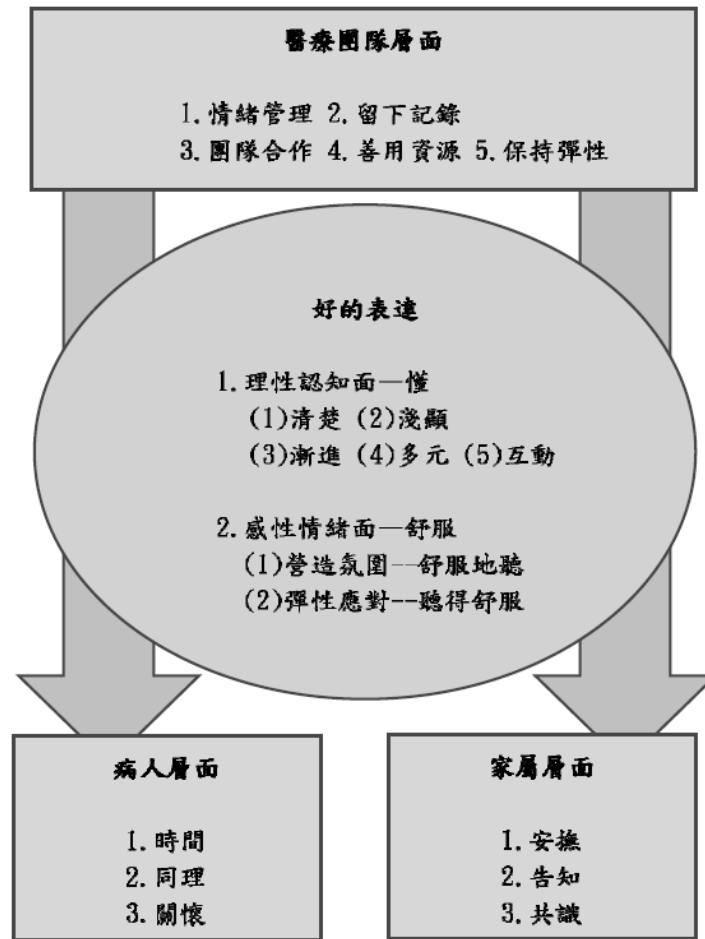 醫療團隊層面
1.情緒管理 2.留下記錄
3.團隊合作 4.善用資源 5.保持彈性
好的表達
1.理性認知面—懂
(1)清楚 (2)淺顯
(3)漸進 (4)多元 (5)互動
2.感性情緒面—舒服
(1)營造氛圍--舒服地聽
(2)彈性應對--聽得舒服
病人層面
1.時間
2.同理
3.關懷
家屬層面
1.安撫
2.告知
3.共識